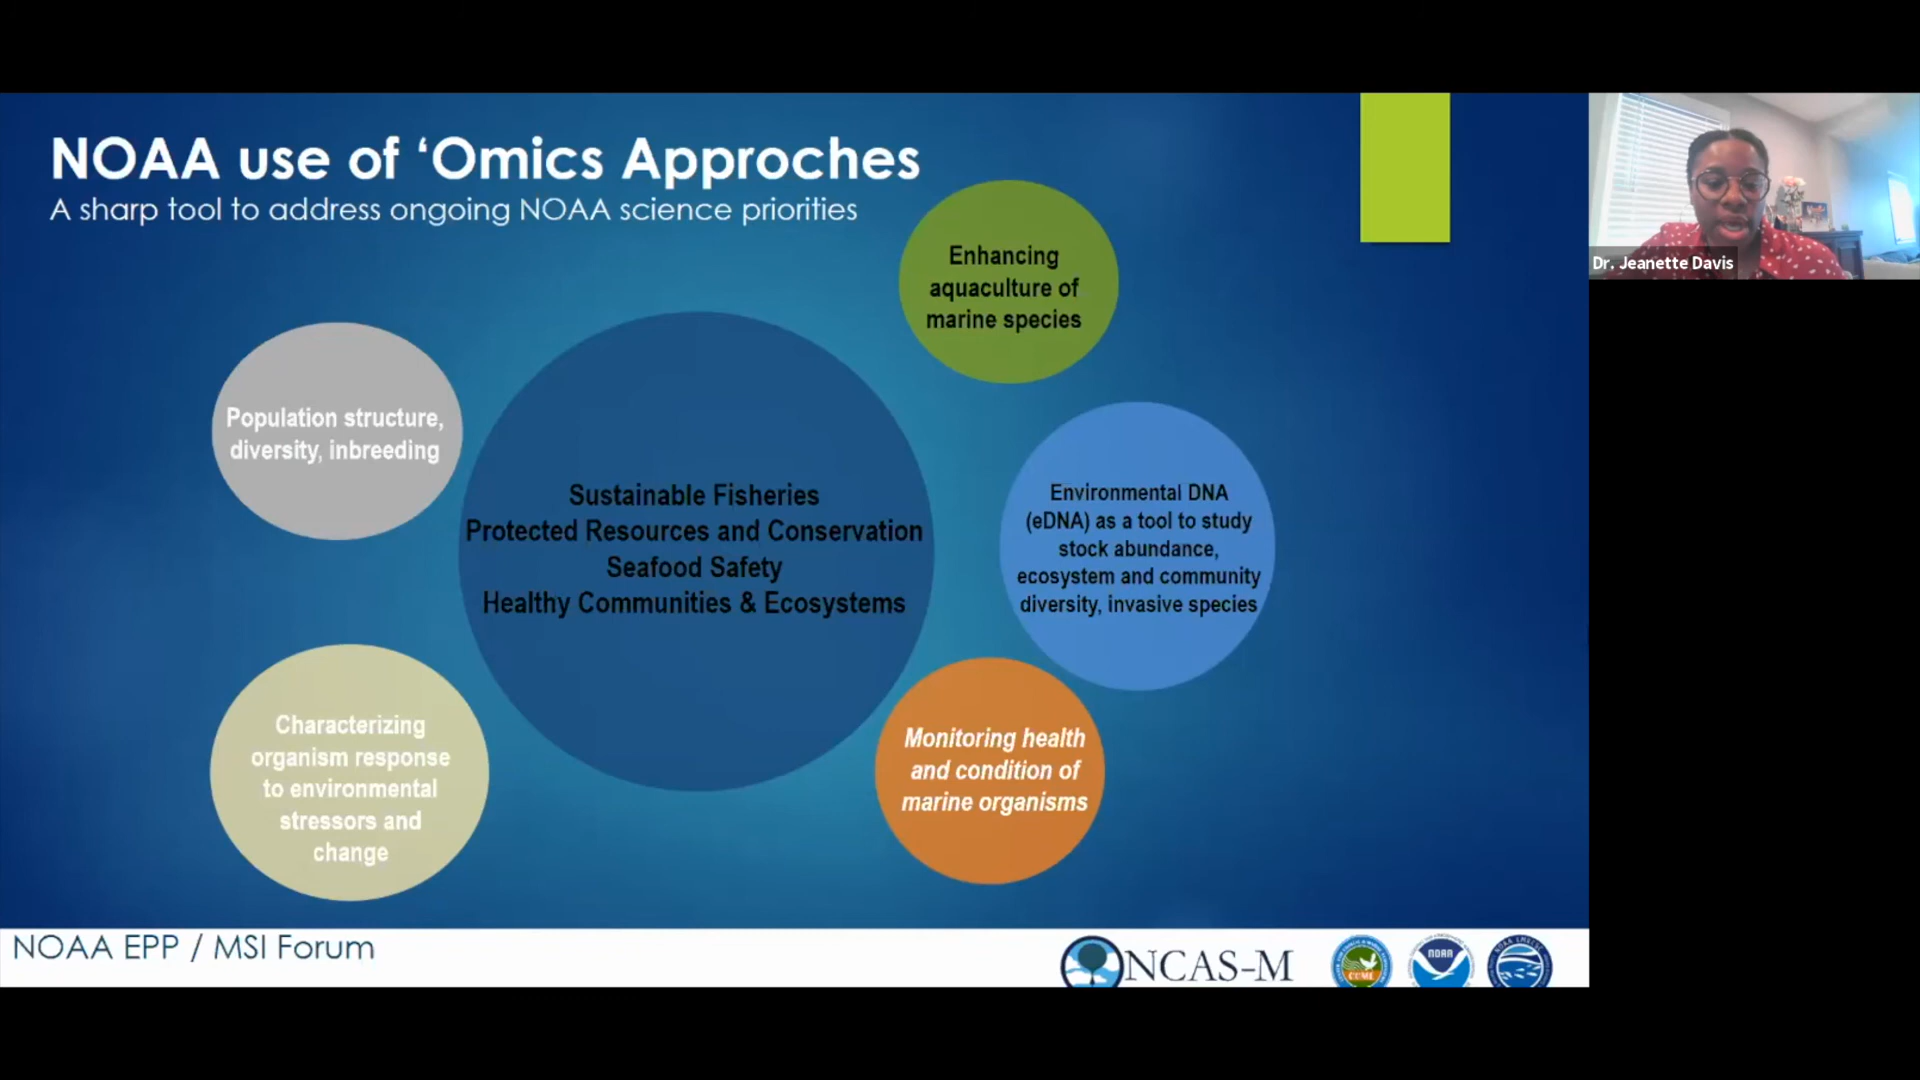 NOAA use of ‘Omics Approches
A sharp tool to address ongoing NOAA science priorities
Enhancing
aquaculture of
marine species
Population structure,
diversity, inbreeding
Sustainable Fisheries
Protected Resources and Conservation
Seafood Safety
Healthy Communities & Ecosystems
Environmental DNA
(eDNA) as a tool to study
stock abundance,
ecosystem and community
diversity, invasive species
Characterizing
organism response
to environmental
stressors and
change
Monitoring health
and condition of
marine organisms
Dr. Jeanette Davis
NOAA EPP / MSI Forum
NCAS-M
NOAA